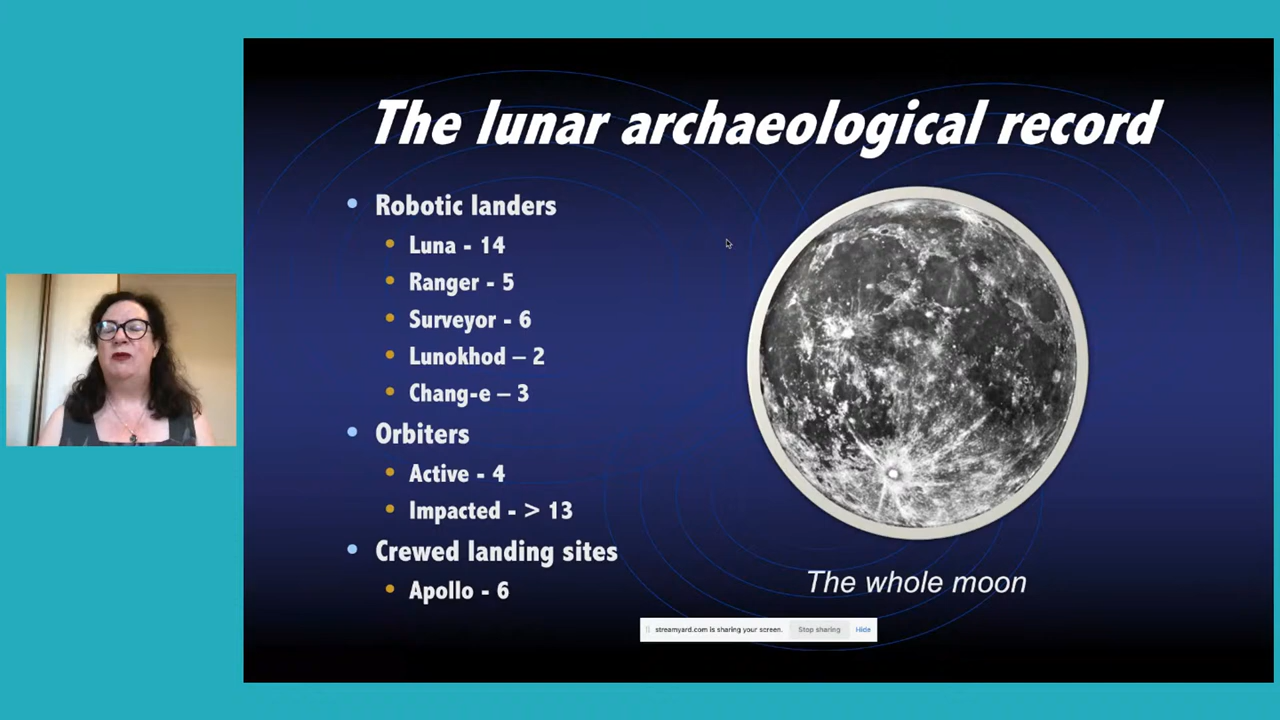 The lunar archaeological record
• Robotic landers
• Luna - 14
• Ranger - 5
• Surveyor - 6
• Lunokhod – 2
• Chang-e – 3
• Orbiters
• Active - 4
• Impacted - > 13
• Crewed landing sites
• Apollo - 6
The whole moon
streamyard.com is sharing your screen. Stop sharing Hide